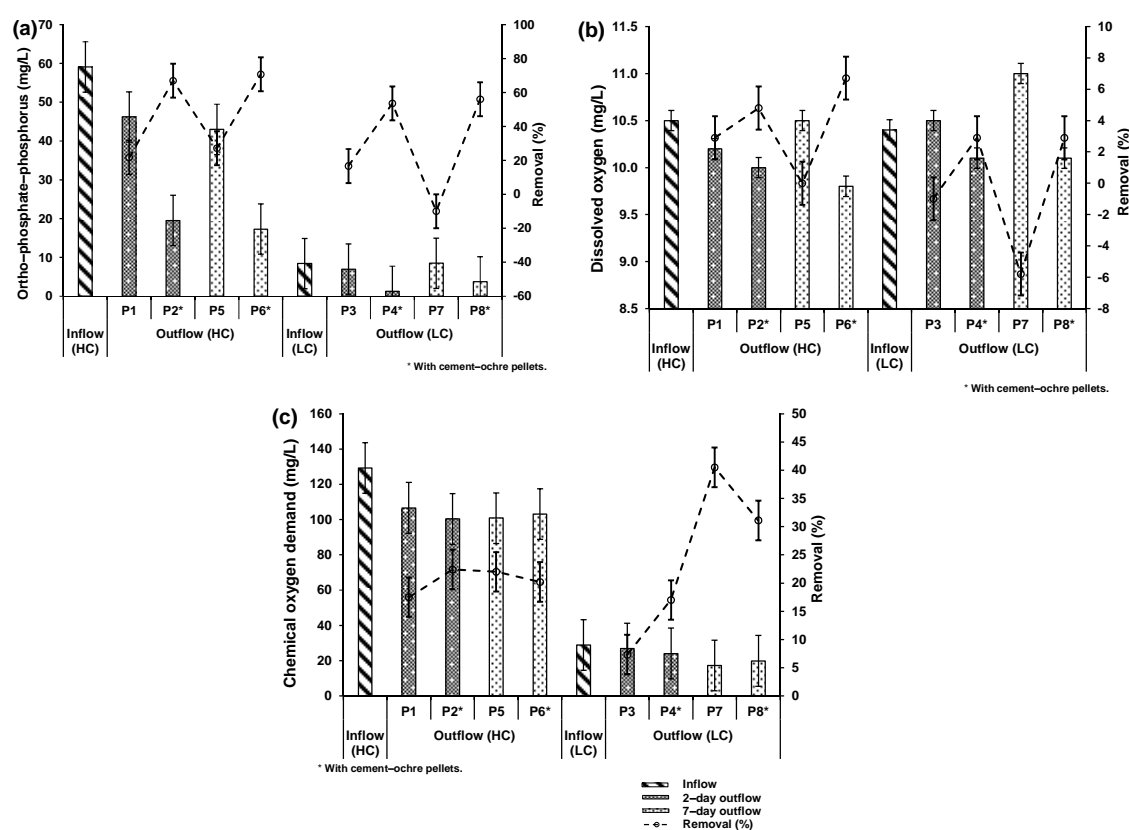 (a)
Ortho–phosphate–phosphorus (mg/L)
70
60
50
40
30
20
10
0
100
80
60
40
20
0
-20
-40
-60
Removal (%)
P1 P2* P5 P6* P3 P4* P7 P8*
Inflow (HC) Outflow (HC) Inflow (LC) Outflow (LC)
* With cement–ochre pellets.
(b)
Dissolved oxygen (mg/L)
11.5
11.0
10.5
10.0
9.5
9.0
8.5
10
8
6
4
2
0
-2
-4
-6
-8
Removal (%)
P1 P2* P5 P6* P3 P4* P7 P8*
Inflow (HC) Outflow (HC) Inflow (LC) Outflow (LC)
* With cement–ochre pellets.
(c)
Chemical oxygen demand (mg/L)
160
140
120
100
80
60
40
20
0
50
45
40
35
30
25
20
15
10
5
0
Removal (%)
P1 P2* P5 P6* P3 P4* P7 P8*
Inflow (HC) Outflow (HC) Inflow (LC) Outflow (LC)
* With cement–ochre pellets.
Inflow
2–day outflow
7–day outflow
Removal (%)